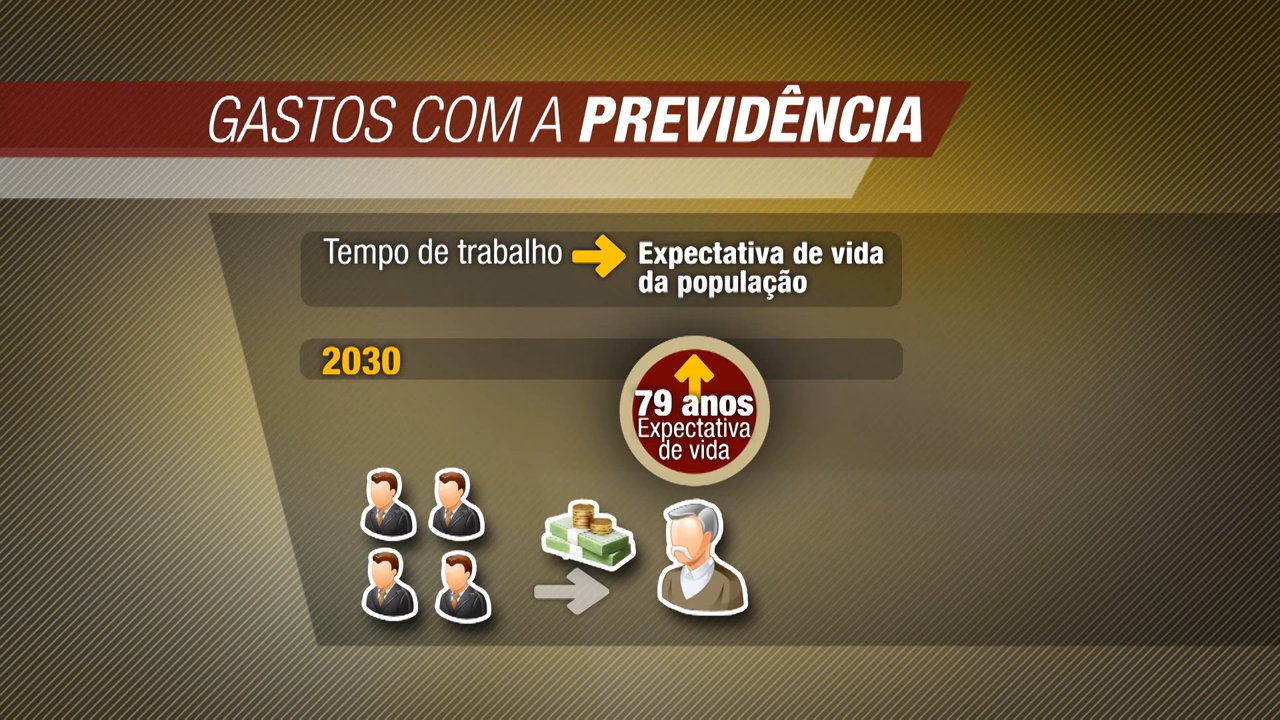 GASTOS COM A PREVIDÊNCIA
Tempo de trabalho Expectativa de vida
da população
2030
79 anos
Expectativa
de vida